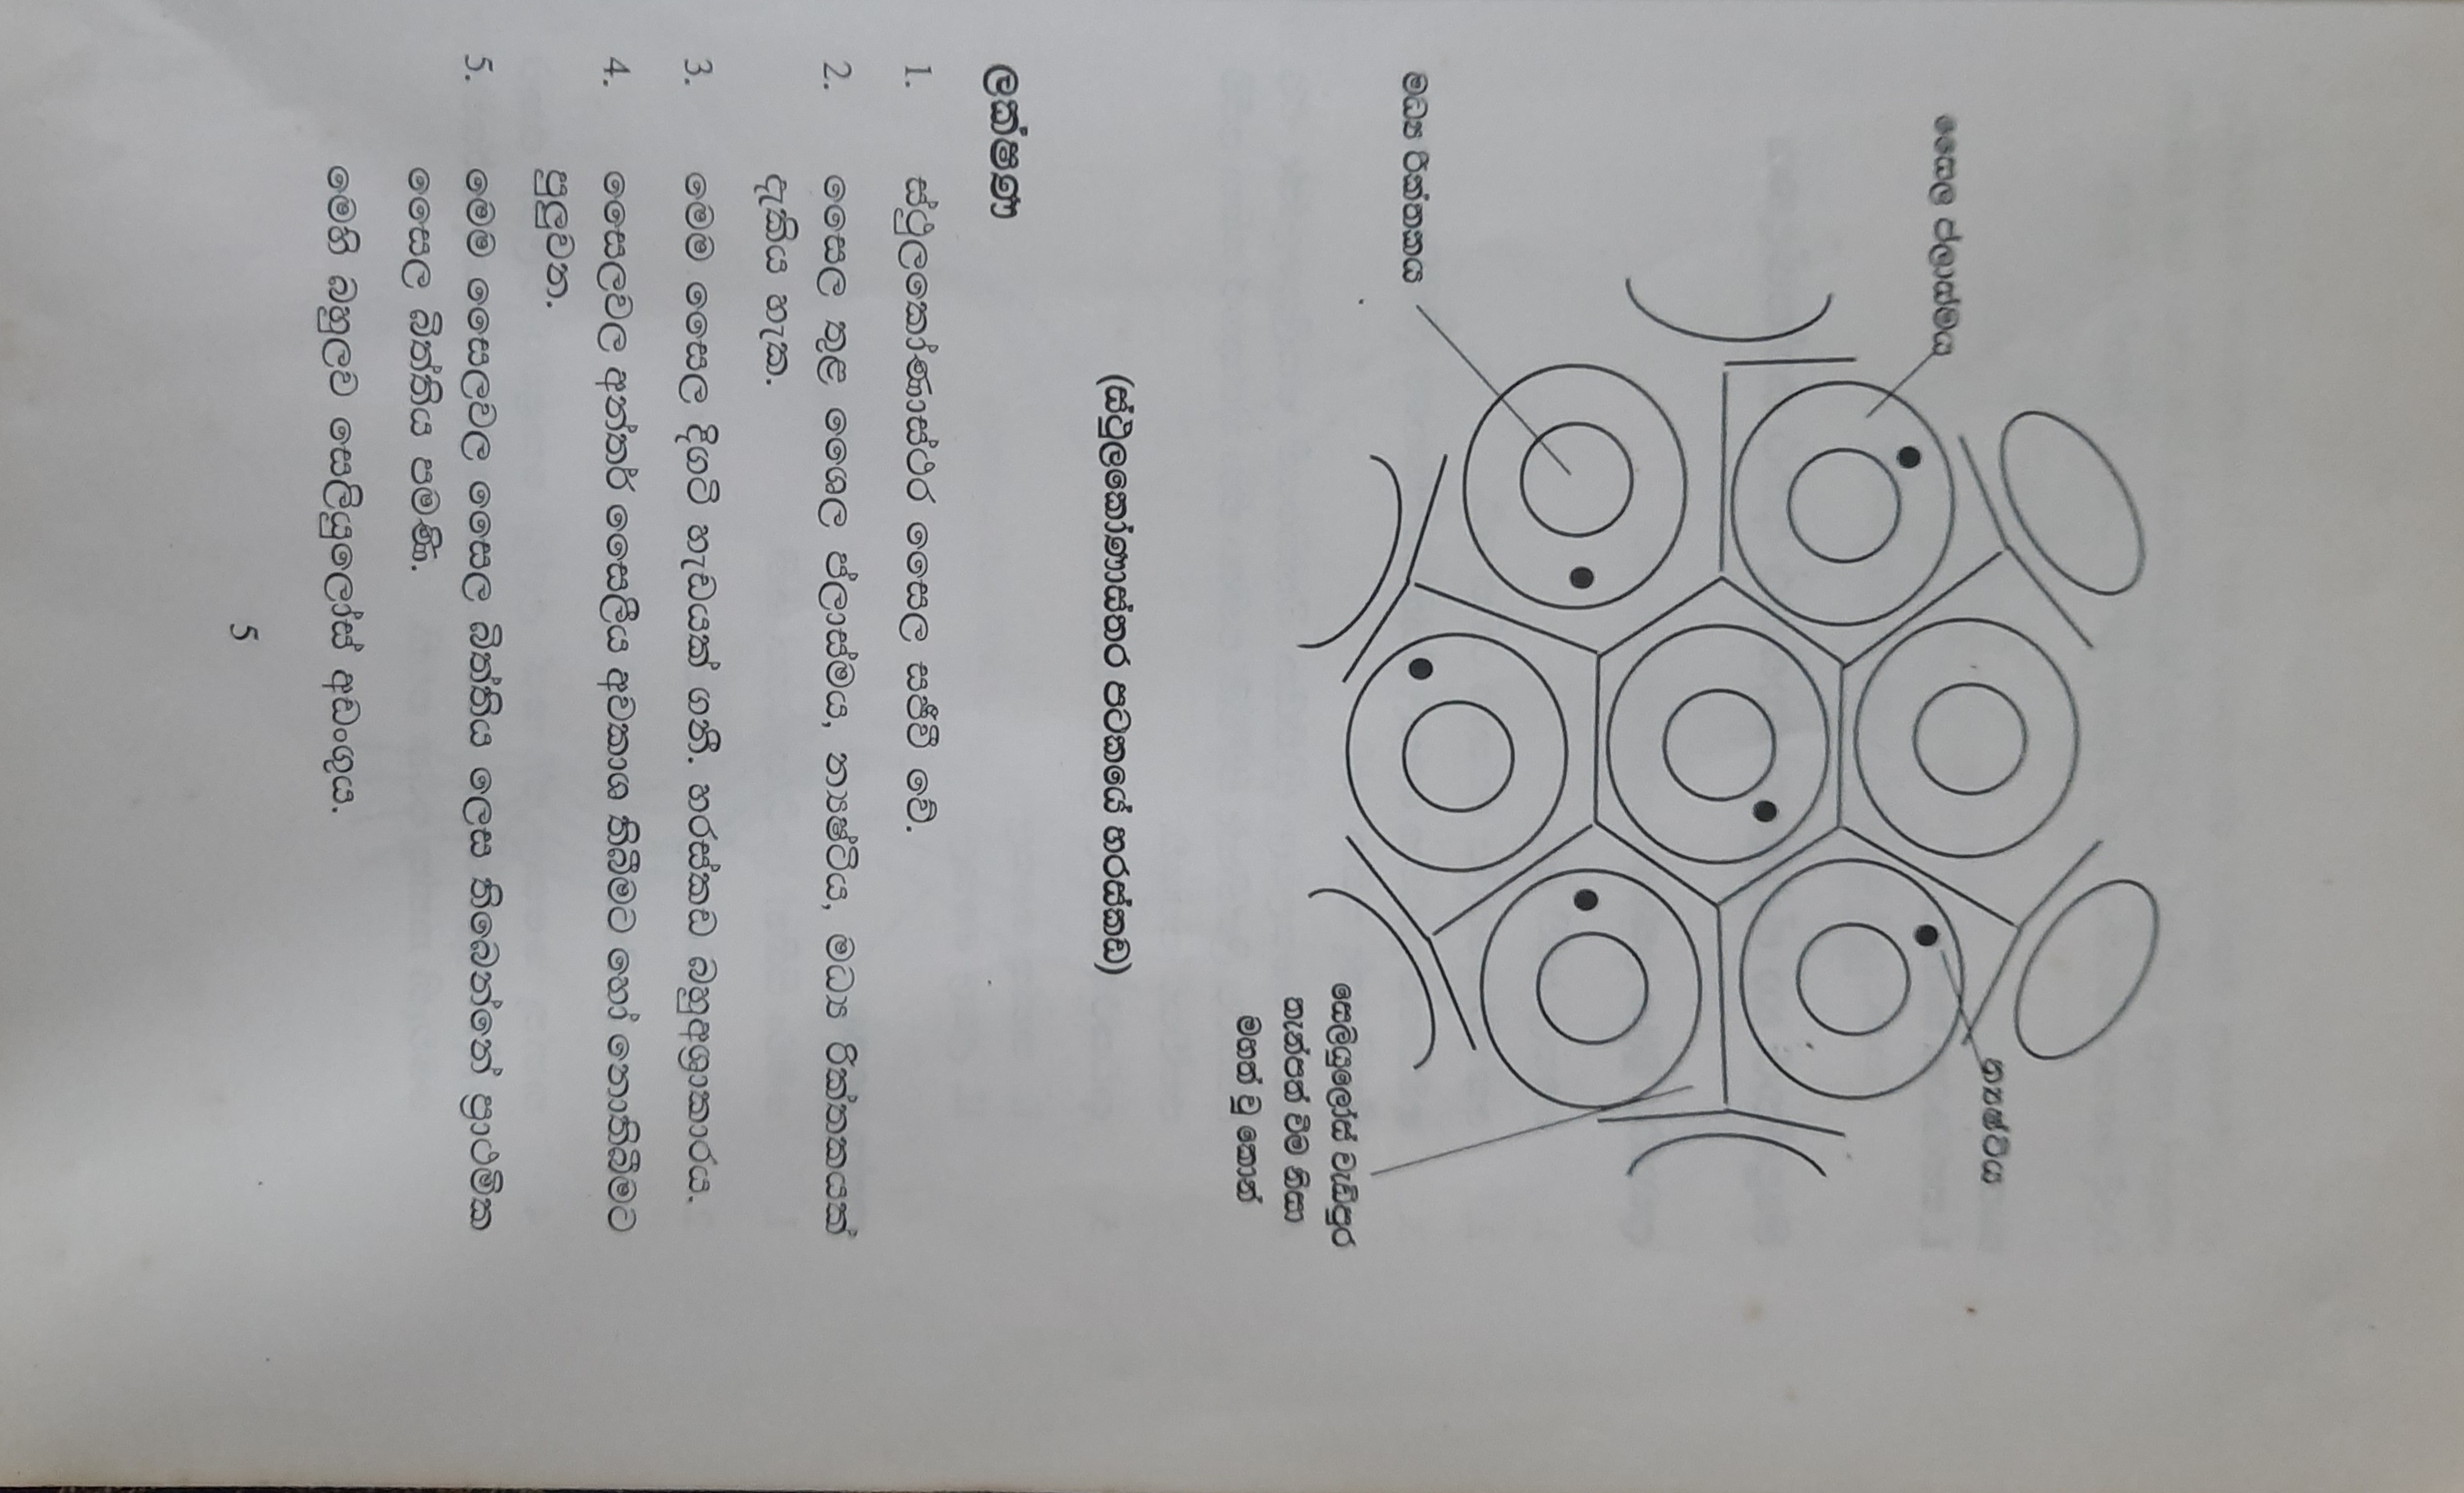 න්‍යෂ්ටිය
සෛල ප්ලාස්මය
මධ්‍ය රික්තකය
සෙලියුලෝස් වැඩිපුර
තැන්පත් වීම නිසා
මහත් වූ කොන්
(ස්ථුලකෝණාස්තර පටකයේ හරස්කඩ)
ලක්ෂණ
1. ස්ථුලකෝණාස්ථර සෛල සජීවී වේ.
2. සෛල තුළ ශෛල ප්ලාස්මය, න්‍යෂ්ටිය, මධ්‍ය රික්තකයක්
දැකිය හැක.
3. මෙම සෛල දිගටි හැඩයක් ගනී. හරස්කඩ බහුඅශ්‍රාකාරය.
4. සෛලවල අන්තර් සෛලීය අවකාශ තිබීමට හෝ නොතිබීමට
පුලුවන.
5. මෙම සෛලවල සෛල බිත්තිය ලෙස තිබෙන්නේ ප්‍රාථමික
සෛල බිත්තිය පමණි.
මෙහි බහුලව සෙලියුලෝස් අඩංගුය.
5